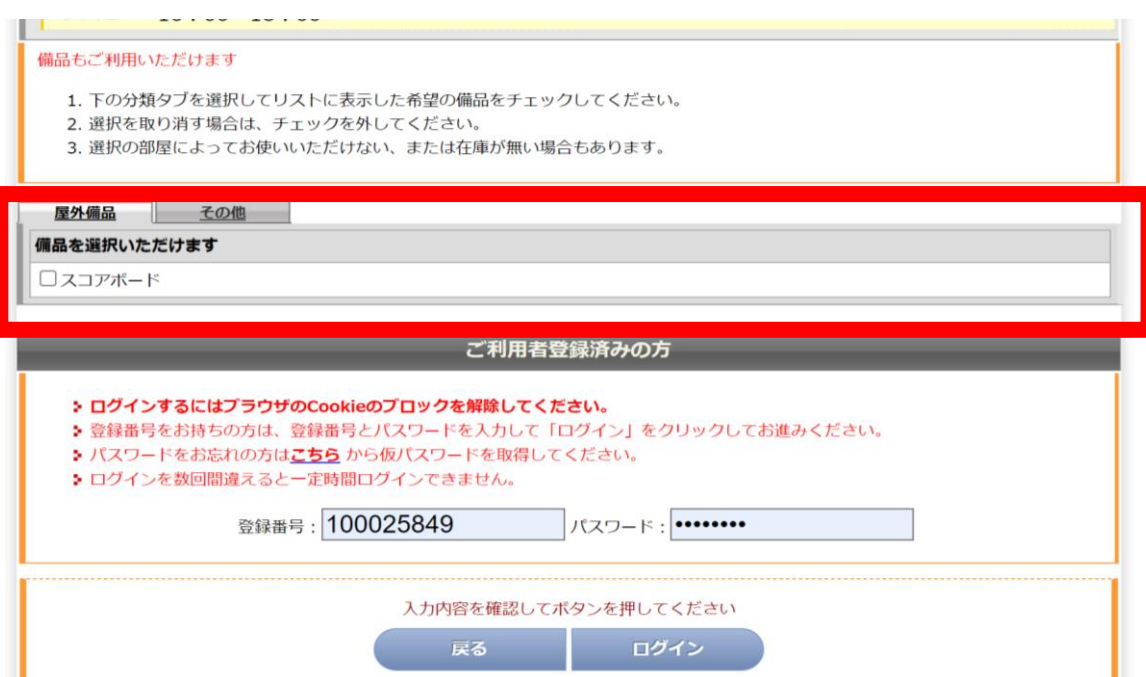 備品もご利用いただけます
1. 下の分類タブを選択してリストに表示した希望の備品をチェックしてください。
2. 選択を取り消す場合は、チェックを外してください。
3. 選択の部屋によってお使いいただけない、または在庫が無い場合もあります。
屋外備品 その他
備品を選択いただけます
スコアボード
ご利用者登録済みの方
ログインするにはブラウザのCookieのブロックを解除してください。
登録番号をお持ちの方は、登録番号とパスワードを入力して「ログイン」をクリックしてお進みください。
パスワードをお忘れの方はこちら から仮パスワードを取得してください。
ログインを数回間違えると一定時間ログインできません。
登録番号： 100025849 パスワード： ••••••••
入力内容を確認してボタンを押してください
戻る ログイン